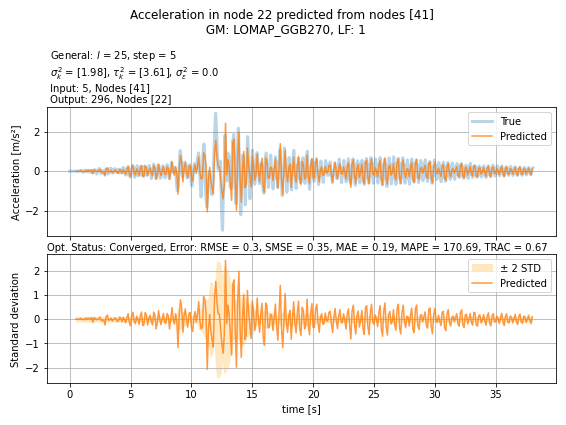 Acceleration in node 22 predicted from nodes [41]
GM: LOMAP_GGB270, LF: 1
General: l = 25, step = 5
σ²ₖ = [1.98], τ²ₖ = [3.61], σ²ε = 0.0
Input: 5, Nodes [41]
Output: 296, Nodes [22]
Acceleration [m/s²]
2
0
−2
True
Predicted
Opt. Status: Converged, Error: RMSE = 0.3, SMSE = 0.35, MAE = 0.19, MAPE = 170.69, TRAC = 0.67
Standard deviation
2
1
0
−1
−2
± 2 STD
Predicted
0 5 10 15 20 25 30 35
time [s]